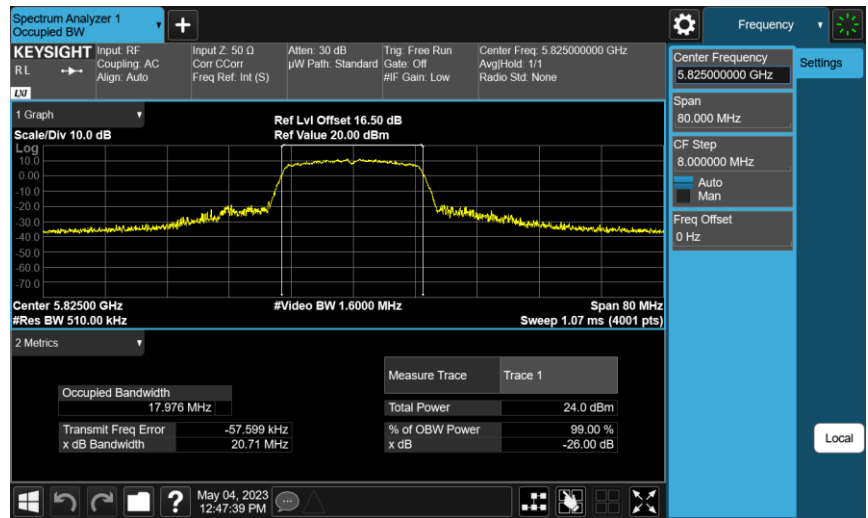 Spectrum Analyzer 1
Occupied BW
Frequency
KEYSIGHT
RL
LXI
Input: RF
Coupling: AC
Align: Auto
Input Z: 50 Ω
Corr CCorr
Freq Ref: Int (S)
Atten: 30 dB
µW Path: Standard
Trig: Free Run
Gate: Off
#IF Gain: Low
Center Freq: 5.825000000 GHz
Avg|Hold: 1/1
Radio Std: None
1 Graph
Scale/Div 10.0 dB
Ref Lvl Offset 16.50 dB
Ref Value 20.00 dBm
Log
10.0
0.00
-10.0
-20.0
-30.0
-40.0
-50.0
-60.0
-70.0
Center 5.82500 GHz
#Video BW 1.6000 MHz
Span 80 MHz
#Res BW 510.00 kHz
Sweep 1.07 ms (4001 pts)
2 Metrics
Measure Trace
Trace 1
Occupied Bandwidth
17.976 MHz
Total Power
24.0 dBm
Transmit Freq Error
-57.599 kHz
% of OBW Power
99.00 %
x dB Bandwidth
20.71 MHz
x dB
-26.00 dB
Center Frequency
5.825000000 GHz
Span
80.000 MHz
CF Step
8.000000 MHz
Auto
Man
Freq Offset
0 Hz
Settings
Local
?
May 04, 2023
12:47:39 PM